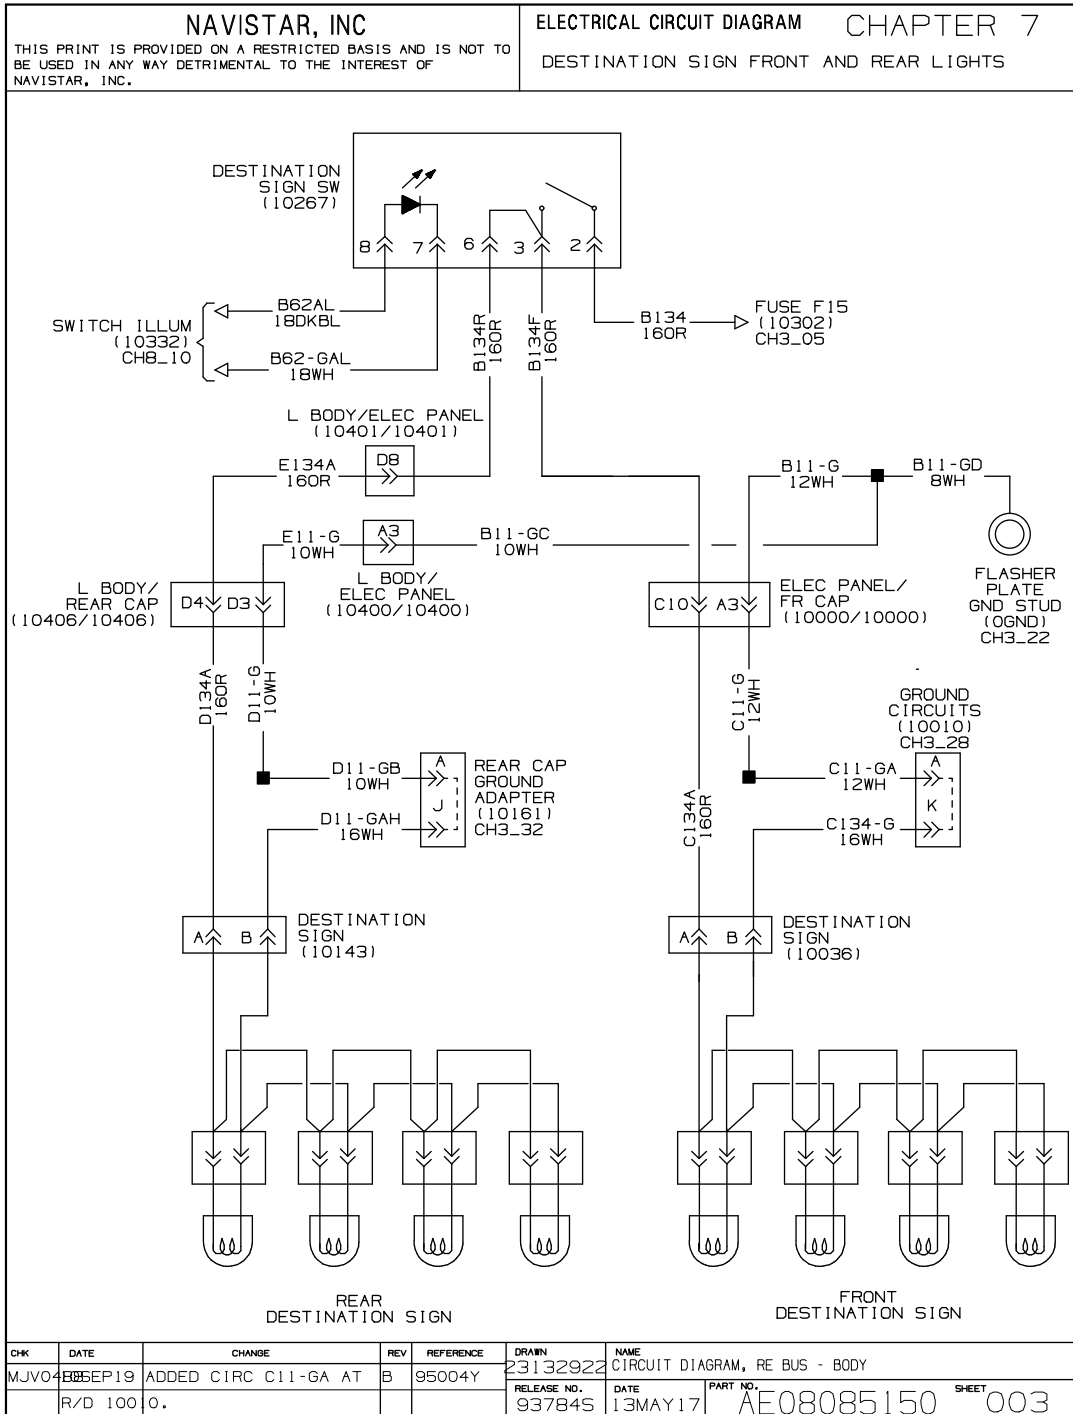 NAVISTAR, INC
THIS PRINT IS PROVIDED ON A RESTRICTED BASIS AND IS NOT TO
BE USED IN ANY WAY DETRIMENTAL TO THE INTEREST OF
NAVISTAR, INC.
ELECTRICAL CIRCUIT DIAGRAM CHAPTER 7
DESTINATION SIGN FRONT AND REAR LIGHTS
DESTINATION
SIGN SW
(10267)
8 7 6 3 2
SWITCH ILLUM
(10332)
CH8_10
B62AL
18DKBL
B62-GAL
18WH
B134R
16OR
B134F
16OR
B134
16OR
FUSE F15
(10302)
CH3_05
L BODY/ELEC PANEL
(10401/10401)
E134A
16OR
D8
B11-G
12WH
B11-GD
8WH
E11-G
10WH
A3
B11-GC
10WH
L BODY/
ELEC PANEL
(10400/10400)
FLASHER
PLATE
GND STUD
(0GND)
CH3_22
L BODY/
REAR CAP
(10406/10406)
D4 D3
C10 A3
ELEC PANEL/
FR CAP
(10000/10000)
D134A
16OR
D11-G
10WH
C11-G
12WH
GROUND
CIRCUITS
(10010)
CH3_28
D11-GB
10WH
A
J
D11-GAH
16WH
REAR CAP
GROUND
ADAPTER
(10161)
CH3_32
C134A
16OR
C11-GA
12WH
A
K
C134-G
16WH
A B
DESTINATION
SIGN
(10143)
A B
DESTINATION
SIGN
(10036)
REAR
DESTINATION SIGN
FRONT
DESTINATION SIGN
CHK DATE CHANGE REV REFERENCE
05SEP19 ADDED CIRC C11-GA AT B 95004Y
R/D 10010.
DRAWN
23132922
NAME
CIRCUIT DIAGRAM, RE BUS - BODY
RELEASE NO.
93784S
DATE
13MAY17
PART NO.
AE08085150
SHEET
003